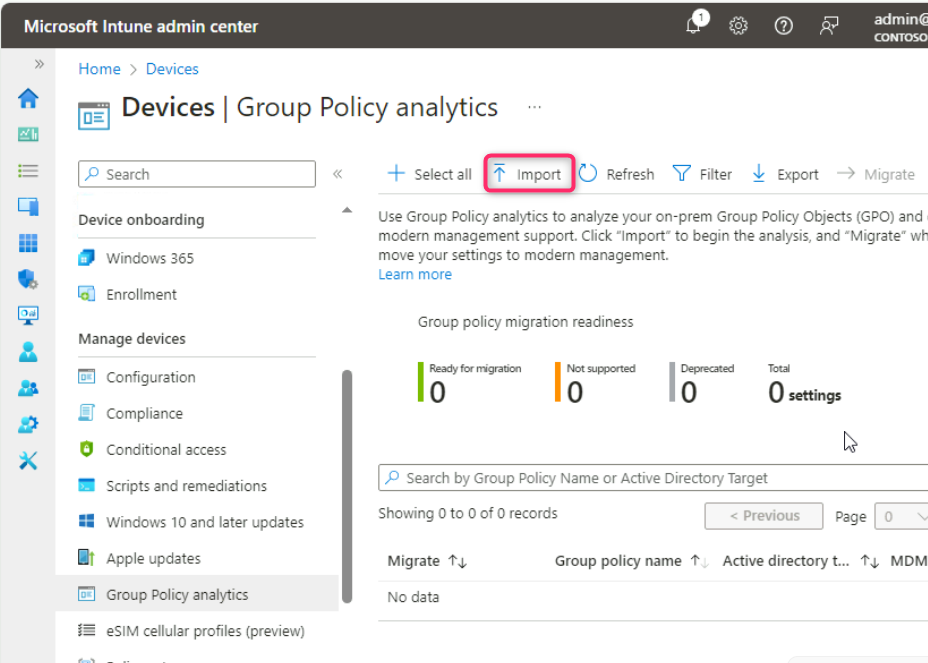 Microsoft Intune admin center
1
admin@
CONTOSO
Home > Devices
Devices | Group Policy analytics ...
Search
Device onboarding
Windows 365
Enrollment
Manage devices
Configuration
Compliance
Conditional access
Scripts and remediations
Windows 10 and later updates
Apple updates
Group Policy analytics
eSIM cellular profiles (preview)
Select all Import Refresh Filter Export Migrate
Use Group Policy analytics to analyze your on-prem Group Policy Objects (GPO) and
modern management support. Click "Import" to begin the analysis, and "Migrate" wh
move your settings to modern management.
Learn more
Group policy migration readiness
Ready for migration
0
Not supported
0
Deprecated
0
Total
0 settings
Search by Group Policy Name or Active Directory Target
Showing 0 to 0 of 0 records
< Previous Page 0
Migrate Group policy name Active directory t... MDM
No data